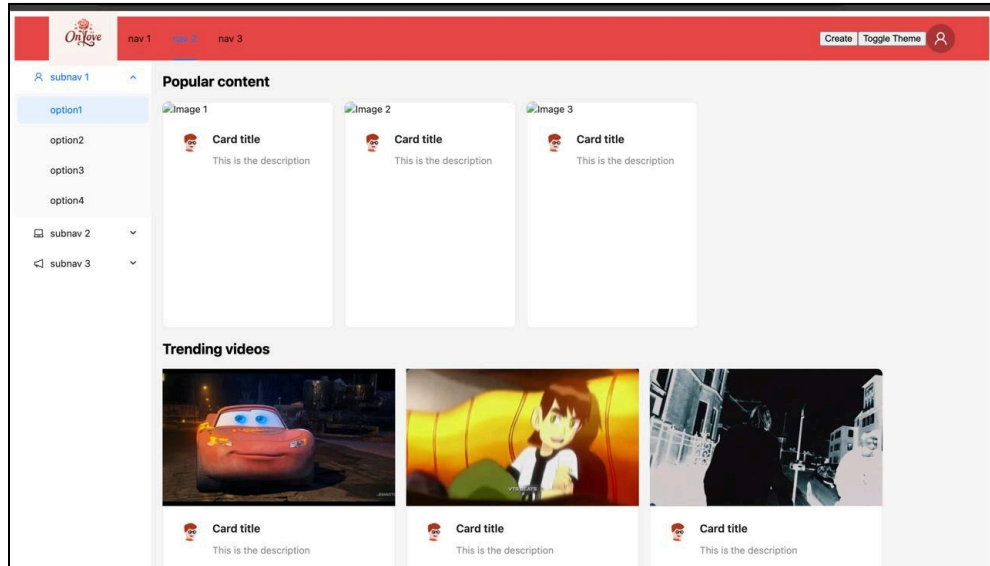 OnLove
nav 1 nav 2 nav 3 Create Toggle Theme
subnav 1
option1
option2
option3
option4
subnav 2
subnav 3
Popular content
Image 1 Image 2 Image 3
Card title Card title Card title
This is the description This is the description This is the description
Trending videos
Card title Card title Card title
This is the description This is the description This is the description